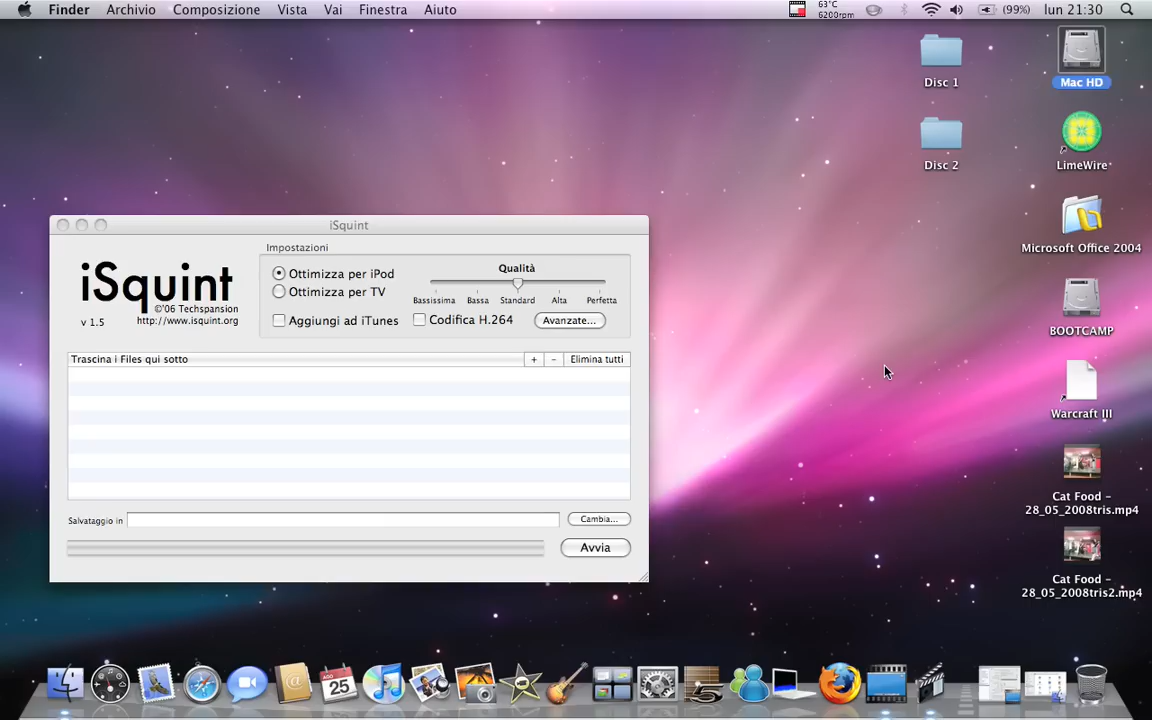 Finder Archivio Composizione Vista Vai Finestra Aiuto 63°C 6200rpm (99%) lun 21:30
Disc 1
Mac HD
Disc 2
LimeWire
Microsoft Office 2004
BOOTCAMP
Warcraft III
Cat Food -
28_05_2008tris.mp4
Cat Food -
28_05_2008tris2.mp4
iSquint
Impostazioni
iSquint
©'06 Techspansion
v 1.5 http://www.isquint.org
Ottimizza per iPod
Ottimizza per TV
Aggiungi ad iTunes
Qualità
Bassissima Bassa Standard Alta Perfetta
Codifica H.264 Avanzate...
Trascina i Files qui sotto + - Elimina tutti
Salvataggio in Cambia...
Avvia
AGO
25
5